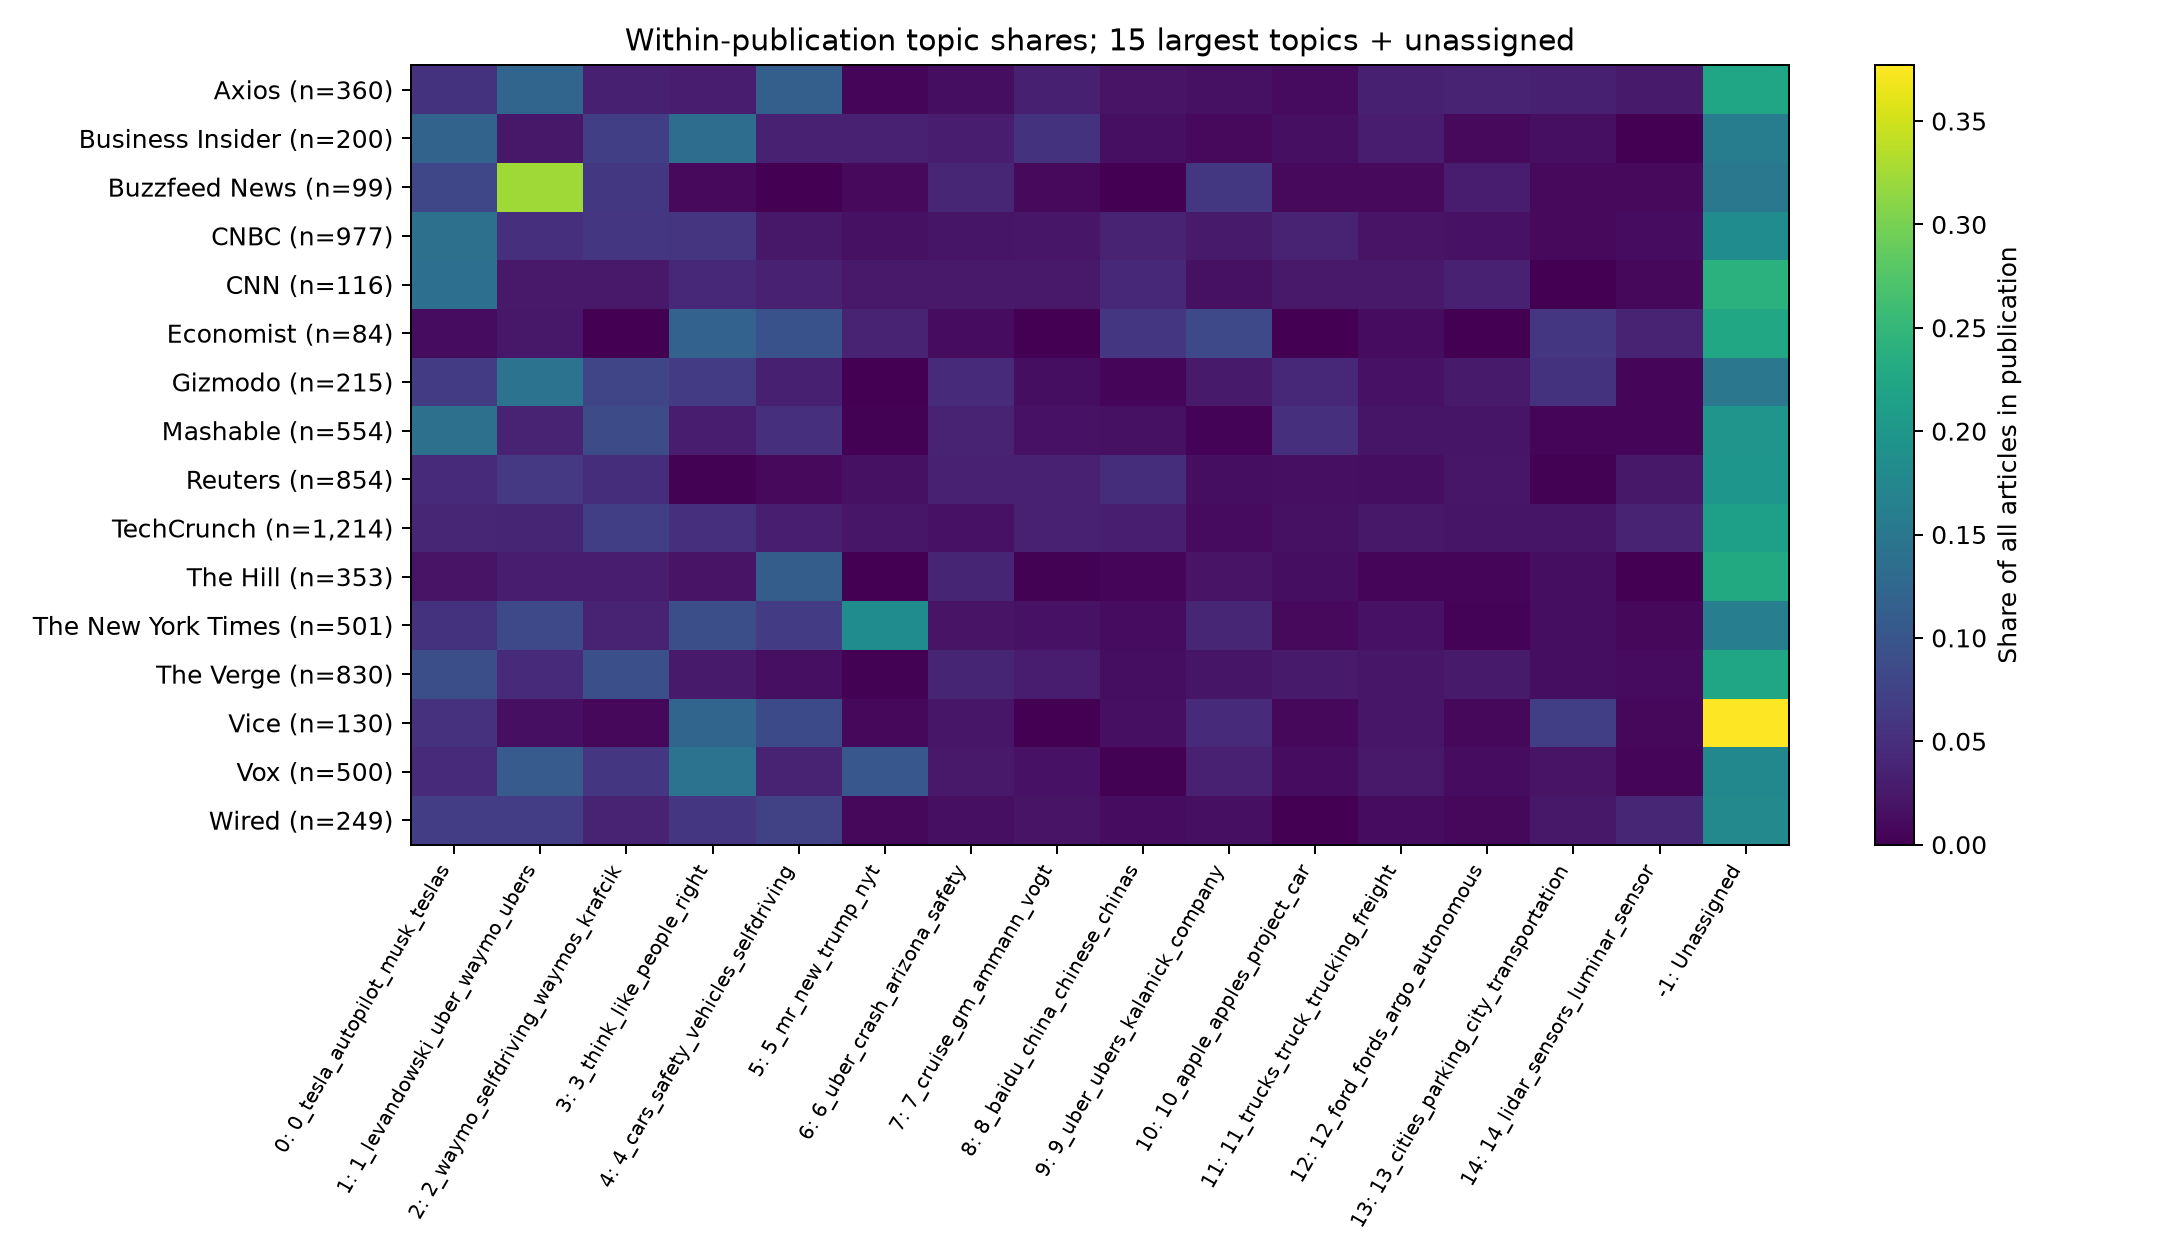 Within-publication topic shares; 15 largest topics + unassigned
Axios (n=360)
Business Insider (n=200)
Buzzfeed News (n=99)
CNBC (n=977)
CNN (n=116)
Economist (n=84)
Gizmodo (n=215)
Mashable (n=554)
Reuters (n=854)
TechCrunch (n=1,214)
The Hill (n=353)
The New York Times (n=501)
The Verge (n=830)
Vice (n=130)
Vox (n=500)
Wired (n=249)
0: 0_tesla_autopilot_musk_teslas
1: 1_levandowski_uber_waymo_ubers
2: 2_waymo_selfdriving_waymos_krafcik
3: 3_think_like_people_right
4: 4_cars_safety_vehicles_selfdriving
5: 5_mr_new_trump_nyt
6: 6_uber_crash_arizona_safety
7: 7_cruise_gm_ammann_vogt
8: 8_baidu_china_chinese_chinas
9: 9_uber_ubers_kalanick_company
10: 10_apple_apples_project_car
11: 11_trucks_truck_trucking_freight
12: 12_ford_fords_argo_autonomous
13: 13_cities_parking_city_transportation
14: 14_lidar_sensors_luminar_sensor
-1: Unassigned
0.35
0.30
0.25
0.20
0.15
0.10
0.05
0.00
Share of all articles in publication